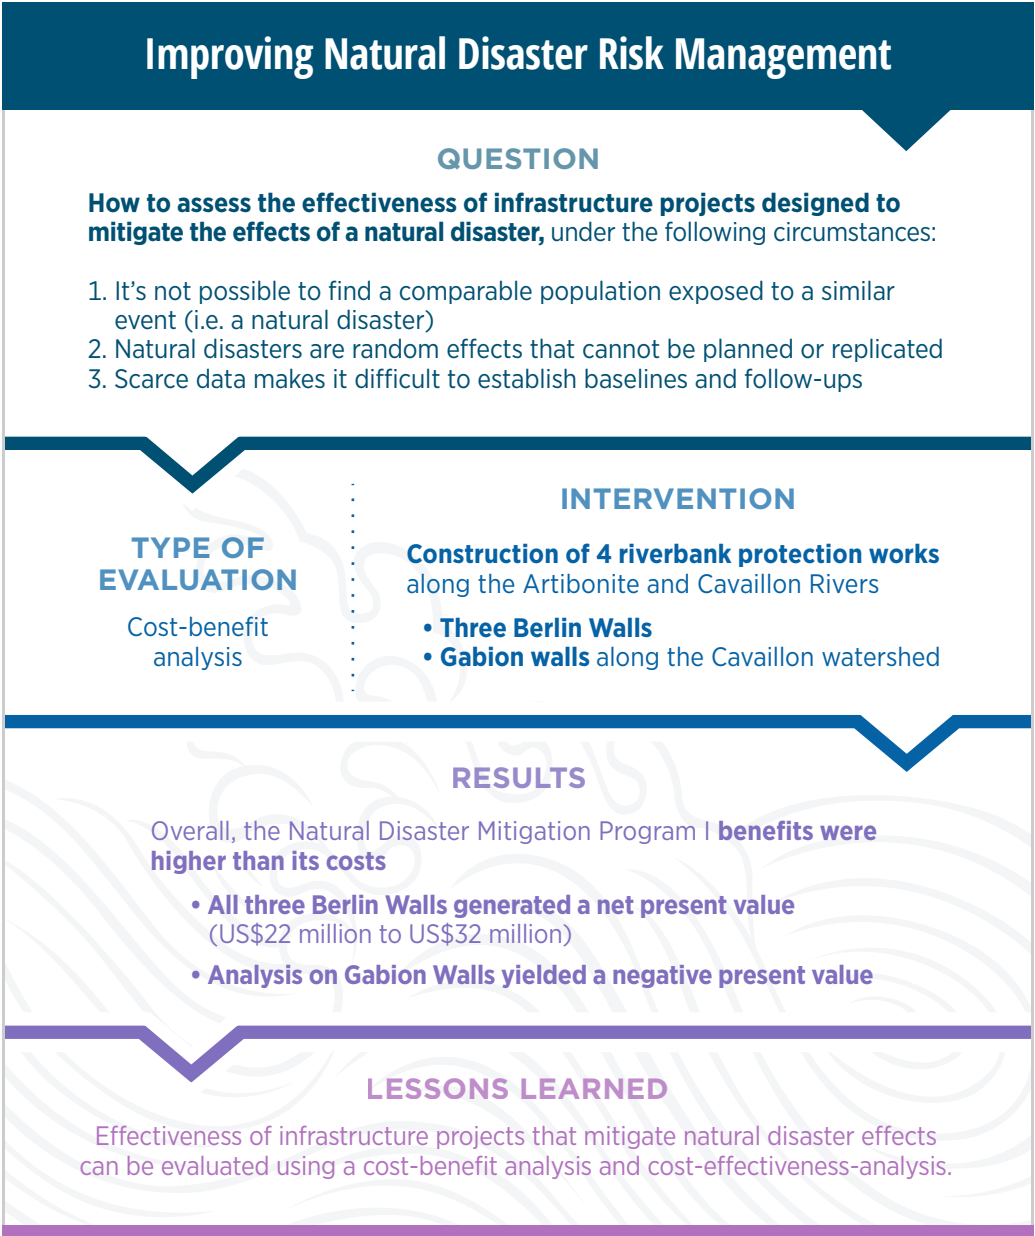 Improving Natural Disaster Risk Management
QUESTION
How to assess the effectiveness of infrastructure projects designed to
mitigate the effects of a natural disaster, under the following circumstances:
1. It's not possible to find a comparable population exposed to a similar
event (i.e. a natural disaster)
2. Natural disasters are random effects that cannot be planned or replicated
3. Scarce data makes it difficult to establish baselines and follow-ups
TYPE OF
EVALUATION
Cost-benefit
analysis
INTERVENTION
Construction of 4 riverbank protection works
along the Artibonite and Cavaillon Rivers
• Three Berlin Walls
• Gabion walls along the Cavaillon watershed
RESULTS
Overall, the Natural Disaster Mitigation Program I benefits were
higher than its costs
• All three Berlin Walls generated a net present value
(US$22 million to US$32 million)
• Analysis on Gabion Walls yielded a negative present value
LESSONS LEARNED
Effectiveness of infrastructure projects that mitigate natural disaster effects
can be evaluated using a cost-benefit analysis and cost-effectiveness-analysis.